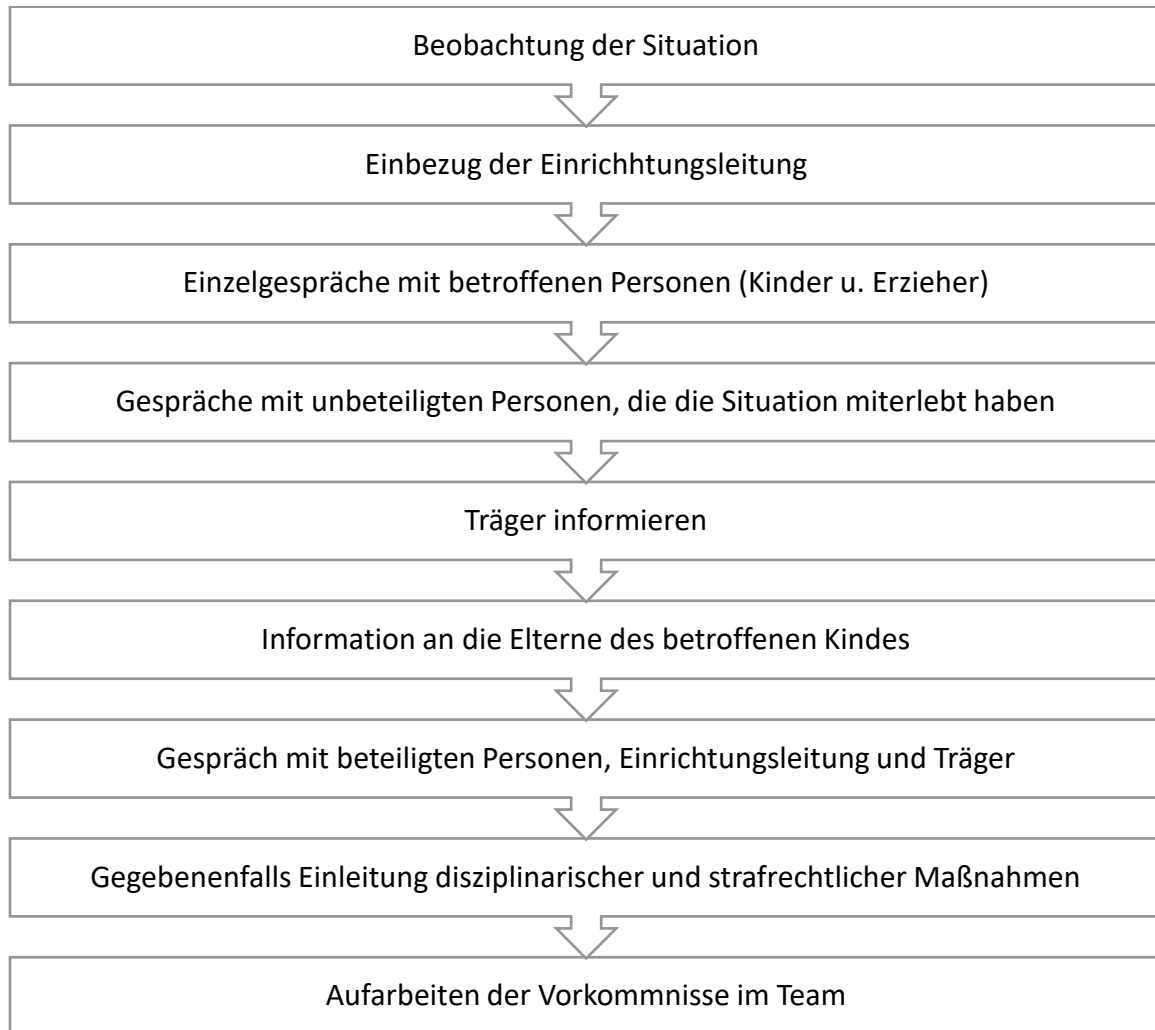 Beobachtung der Situation
Einbezug der Einrichhtungsleitung
Einzelgespräche mit betroffenen Personen (Kinder u. Erzieher)
Gespräche mit unbeteiligten Personen, die die Situation miterlebt haben
Träger informieren
Information an die Elterne des betroffenen Kindes
Gespräch mit beteiligten Personen, Einrichtungsleitung und Träger
Gegebenenfalls Einleitung disziplinarischer und strafrechtlicher Maßnahmen
Aufarbeiten der Vorkommnisse im Team